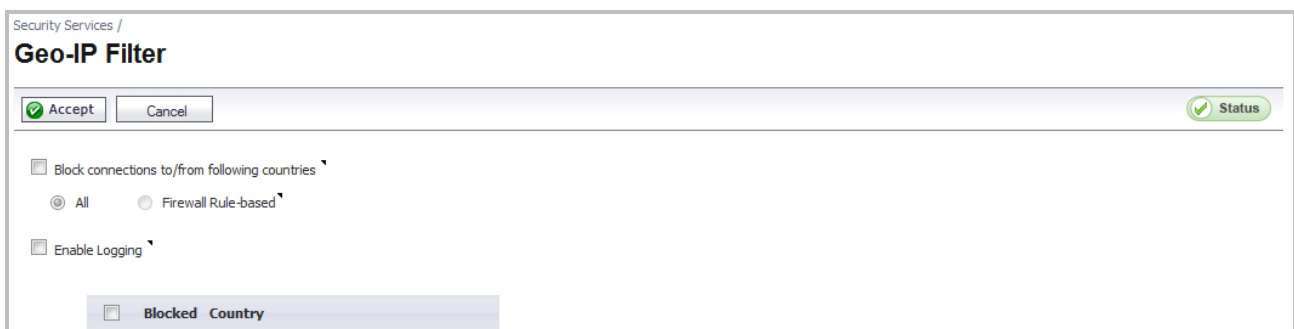 Security Services /
Geo-IP Filter
Accept Cancel Status
Block connections to/from following countries
All Firewall Rule-based
Enable Logging
Blocked Country